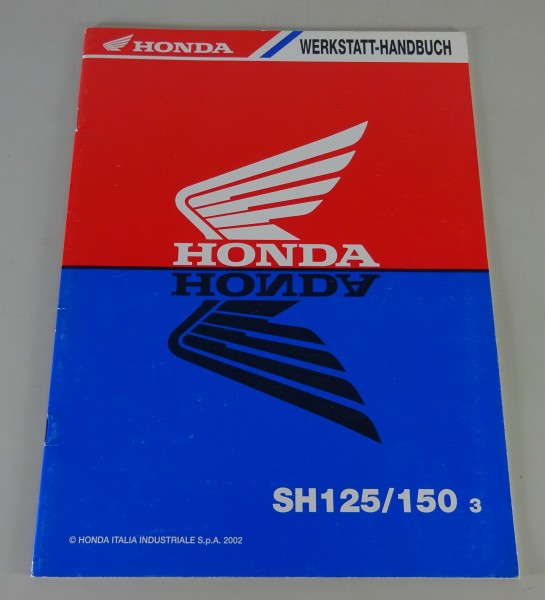 HONDA WERKSTATT-HANDBUCH
HONDA
HONDA
SH125/150 3
© HONDA ITALIA INDUSTRIALE S.p.A. 2002